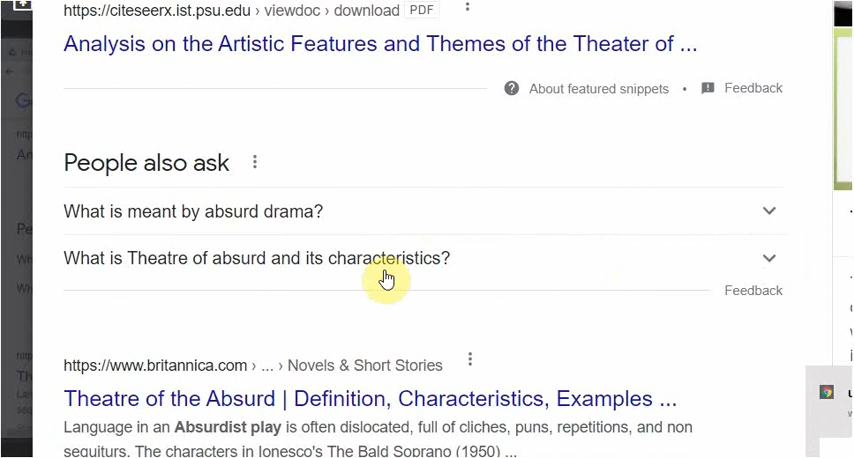 https://citeseerx.ist.psu.edu › viewdoc › download PDF
Analysis on the Artistic Features and Themes of the Theater of ...
About featured snippets • Feedback
People also ask
What is meant by absurd drama?
What is Theatre of absurd and its characteristics?
Feedback
https://www.britannica.com › ... › Novels & Short Stories
Theatre of the Absurd | Definition, Characteristics, Examples ...
Language in an Absurdist play is often dislocated, full of cliches, puns, repetitions, and non
sequiturs. The characters in Ionesco's The Bald Soprano (1950) ...